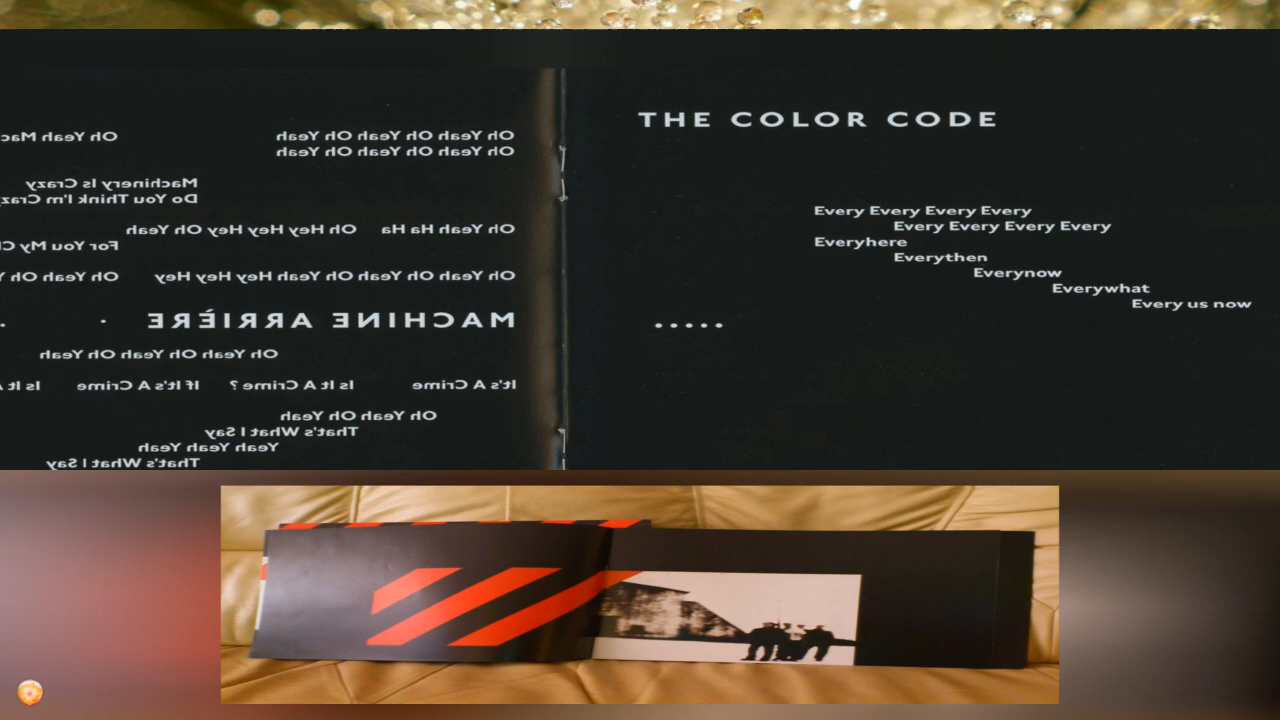 Oh Yeah Oh Yeah Oh Yeah Oh Yeah
Oh Yeah Oh Yeah Oh Yeah
Machinery Is Crazy
Do You Think I'm
Oh Yeah Ha Ha Oh Hey Hey Hey Hey Oh Yeah
For You My
Oh Yeah Oh Yeah Oh Yeah Hey Hey Hey Hey Oh Yeah Oh
MACHINE ARRIÈRE . .
Oh Yeah Oh Yeah Oh Yeah
It's A Crime Is It A Crime ? If It's A Crime Is It
Oh Yeah Oh Yeah
That's What I Say
Yeah Yeah Yeah
That's What I Say
THE COLOR CODE
Every Every Every Every
Every Every Every Every
Everyhere
Everythen
Everynow
Everywhat
Every us now
.....